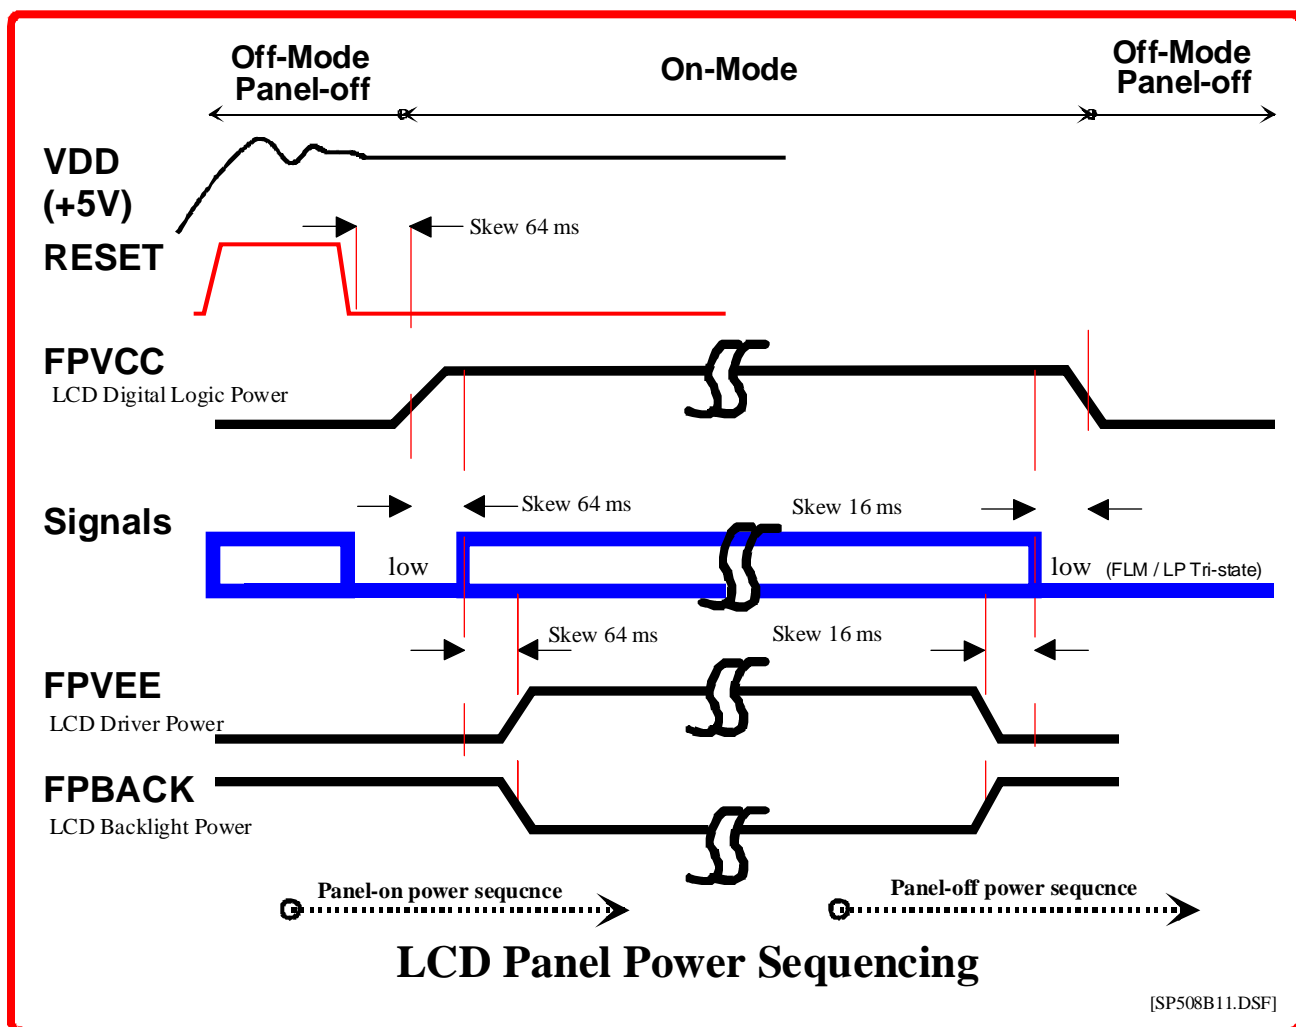 Off-Mode
Panel-off
On-Mode
Off-Mode
Panel-off
VDD
(+5V)
Skew 64 ms
RESET
FPVCC
LCD Digital Logic Power
Signals
Skew 64 ms
Skew 16 ms
low
low
(FLM / LP Tri-state)
Skew 64 ms
Skew 16 ms
FPVEE
LCD Driver Power
FPBACK
LCD Backlight Power
Panel-on power sequcnce
Panel-off power sequcnce
LCD Panel Power Sequencing
[SP508B11.DSF]